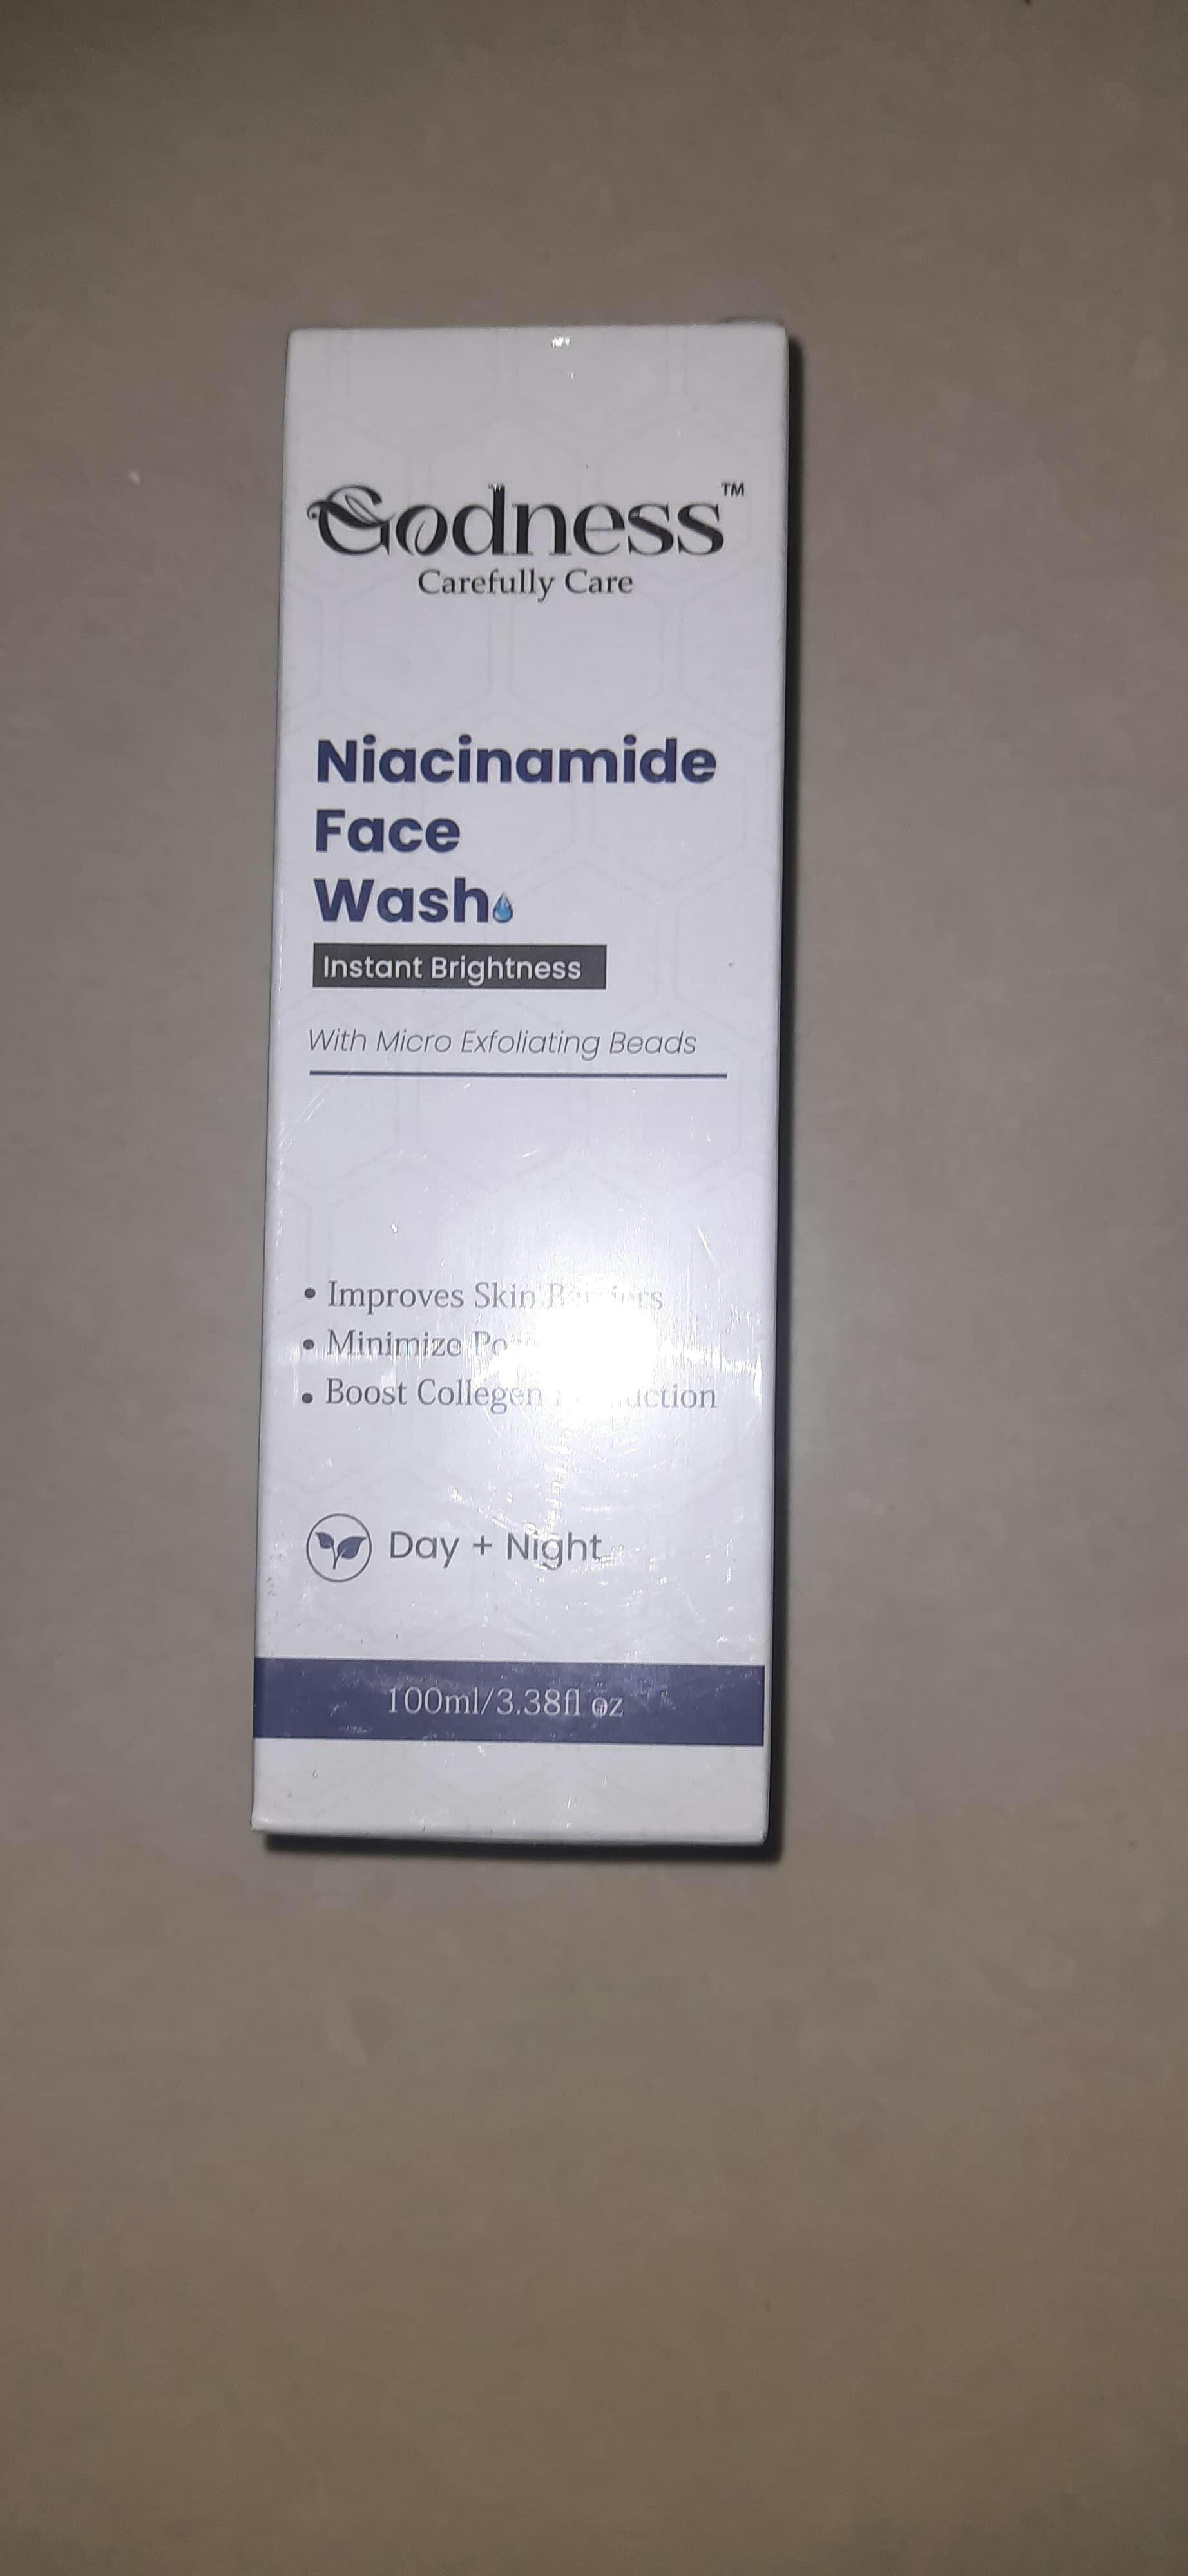 Godness™
Carefully Care
Niacinamide
Face
Wash
Instant Brightness
With Micro Exfoliating Beads
• Improves Skin
• Minimize
• Boost Collegen
Day + Night
100ml/3.38fl oz